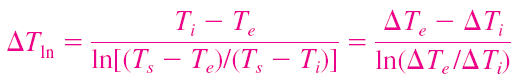 ΔT_ln = (T_i − T_e) / ln[(T_s − T_e)/(T_s − T_i)] = (ΔT_e − ΔT_i) / ln(ΔT_e/ΔT_i)